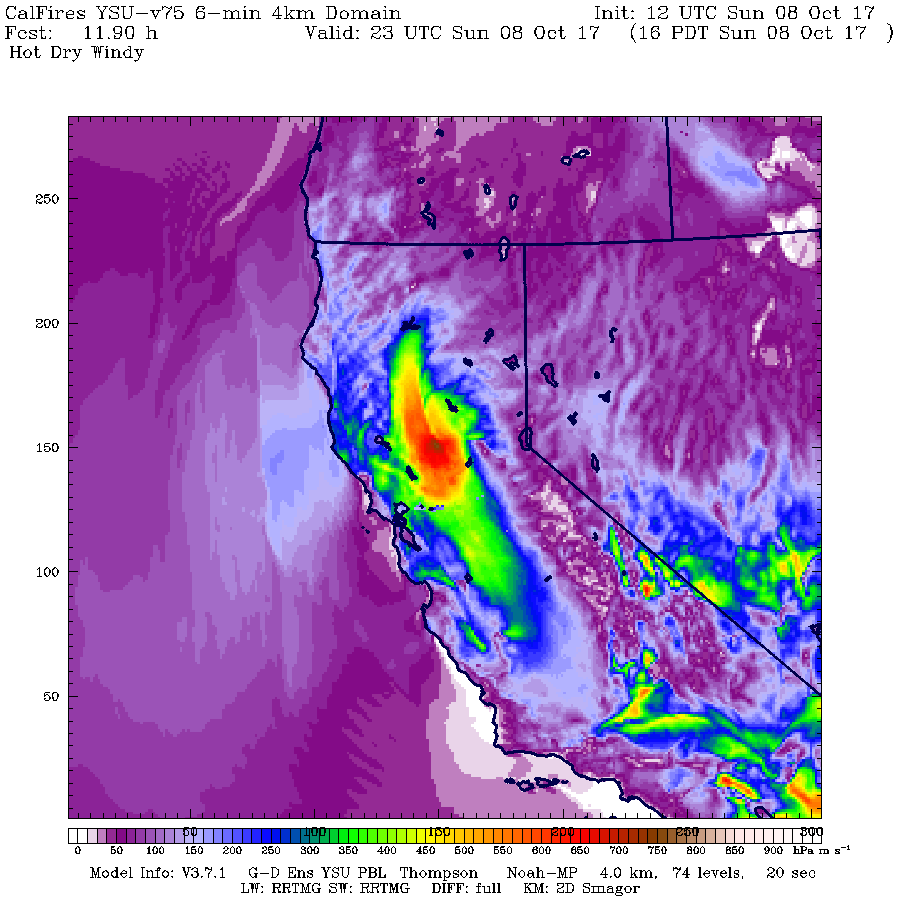 CalFires YSU-v75 6-min 4km Domain Init: 12 UTC Sun 08 Oct 17
Fcst: 11.90 h Valid: 23 UTC Sun 08 Oct 17 (16 PDT Sun 08 Oct 17 )
Hot Dry Windy
250
200
150
100
50
50 100 150 200 250 300
0 50 100 150 200 250 300 350 400 450 500 550 600 650 700 750 800 850 900 hPa m s⁻¹
Model Info: V3.7.1 G-D Ens YSU PBL Thompson Noah-MP 4.0 km, 74 levels, 20 sec
LW: RRTMG SW: RRTMG DIFF: full KM: 2D Smagor